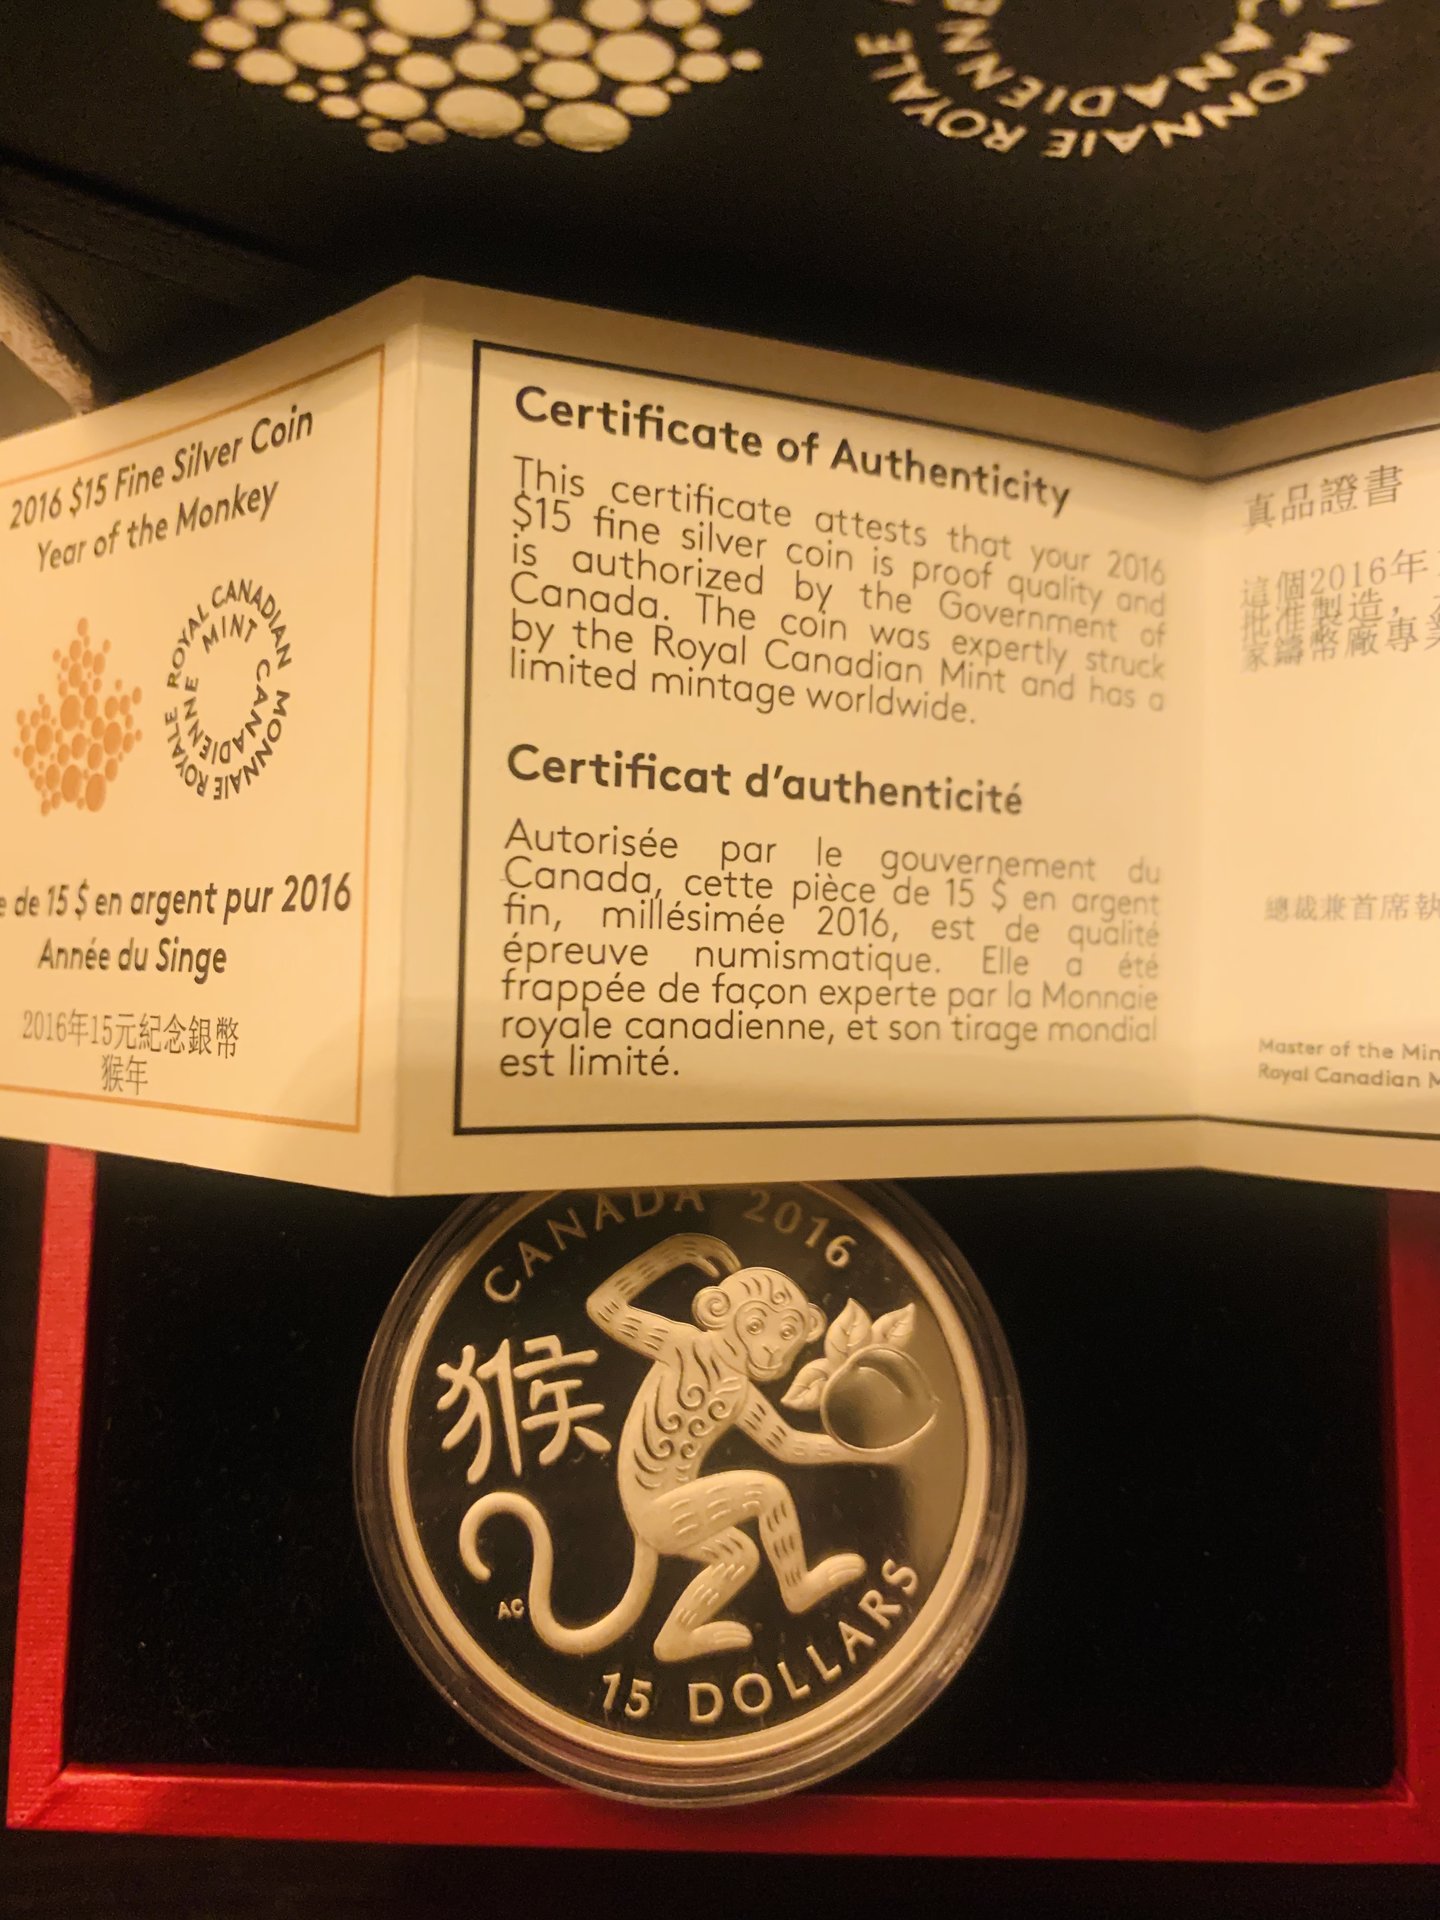 MONNAIE ROYALE
CANADIENNE
2016 $15 Fine Silver Coin
Year of the Monkey
ROYAL CANADIAN MINT
MONNAIE ROYALE CANADIENNE
de 15 $ en argent pur 2016
Année du Singe
2016年15元紀念銀幣
猴年
Certificate of Authenticity
This certificate attests that your 2016
$15 fine silver coin is proof quality and
is authorized by the Government of
Canada. The coin was expertly struck
by the Royal Canadian Mint and has a
limited mintage worldwide.
Certificat d'authenticité
Autorisée par le gouvernement du
Canada, cette pièce de 15 $ en argent
fin, millésimée 2016, est de qualité
épreuve numismatique. Elle a été
frappée de façon experte par la Monnaie
royale canadienne, et son tirage mondial
est limité.
真品證書
這個2016年
批准製造，
家鑄幣廠專業
總裁兼首席執
Master of the
Royal Canadian
CANADA 2016
猴
AC
15 DOLLARS